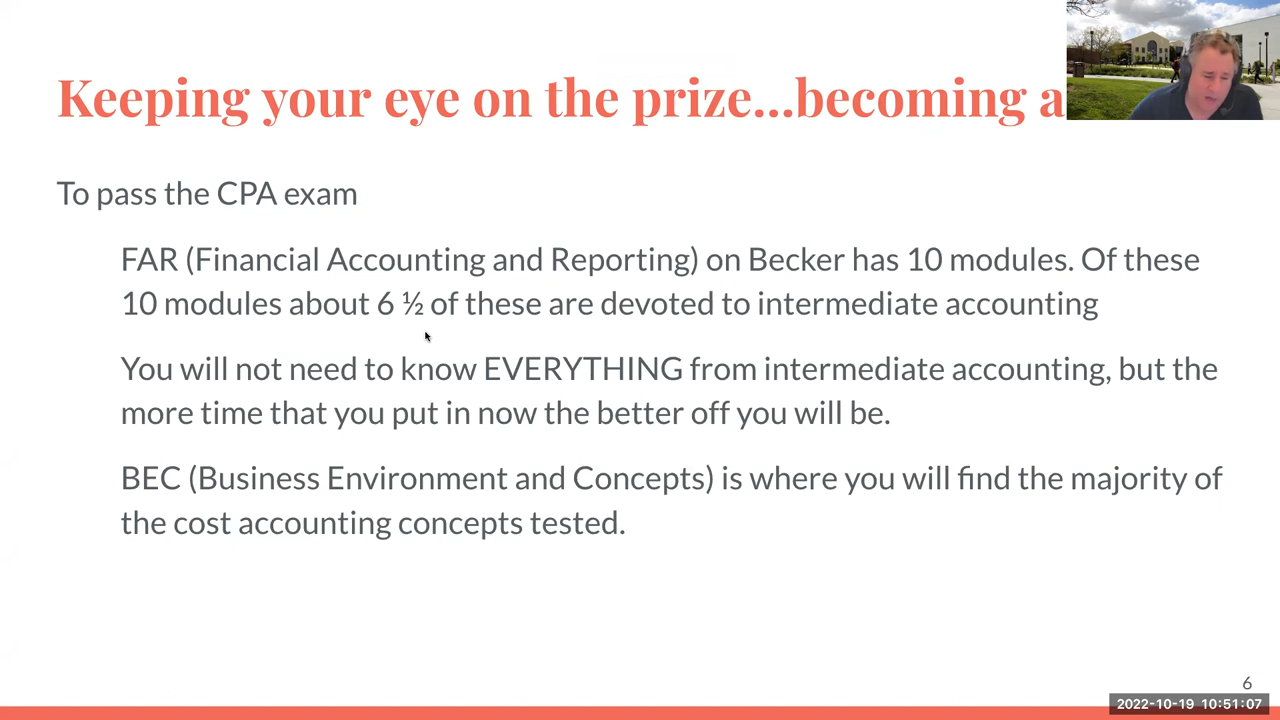 Keeping your eye on the prize...becoming a
To pass the CPA exam
FAR (Financial Accounting and Reporting) on Becker has 10 modules. Of these
10 modules about 6 ½ of these are devoted to intermediate accounting
You will not need to know EVERYTHING from intermediate accounting, but the
more time that you put in now the better off you will be.
BEC (Business Environment and Concepts) is where you will find the majority of
the cost accounting concepts tested.
6
2022-10-19 10:51:07